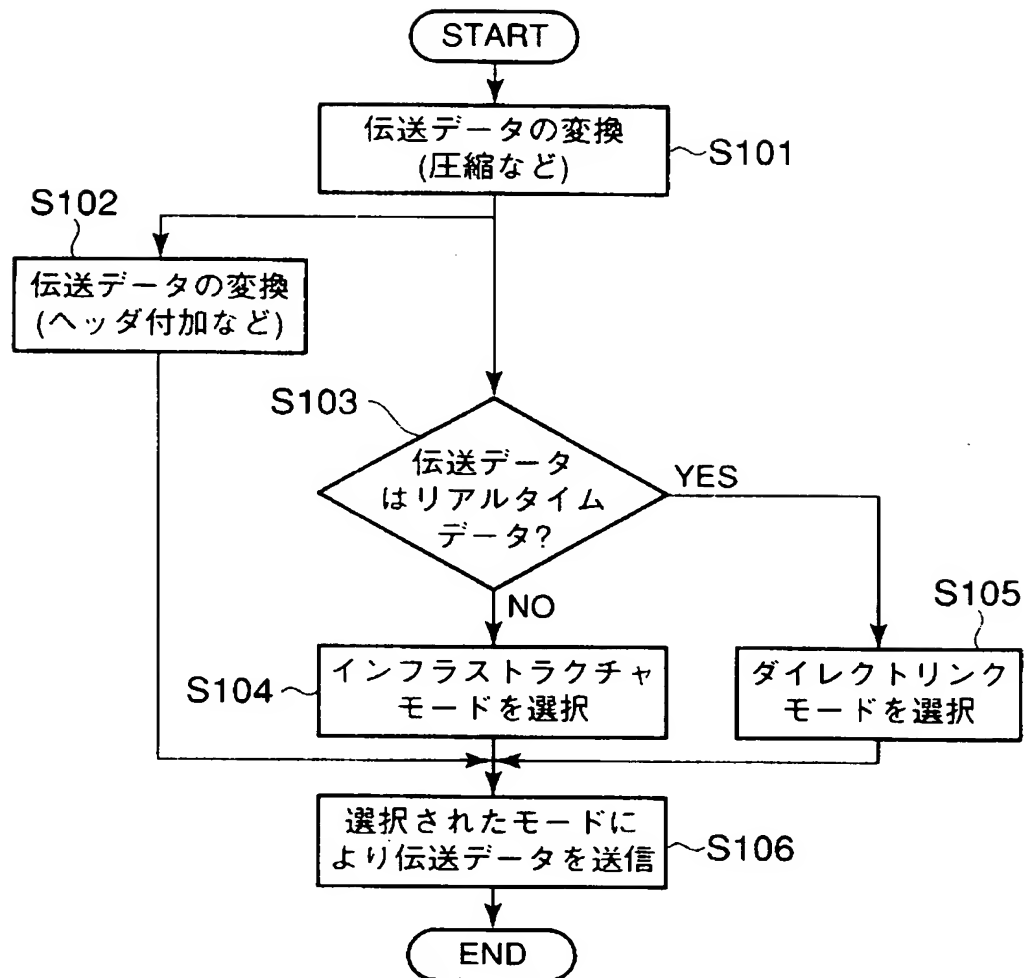 START
伝送データの変換
(圧縮など)
S101
S102
伝送データの変換
(ヘッダ付加など)
S103
伝送データ
はリアルタイム
データ?
YES
NO
S104
インフラストラクチャ
モードを選択
S105
ダイレクトリンク
モードを選択
選択されたモードに
より伝送データを送信
S106
END